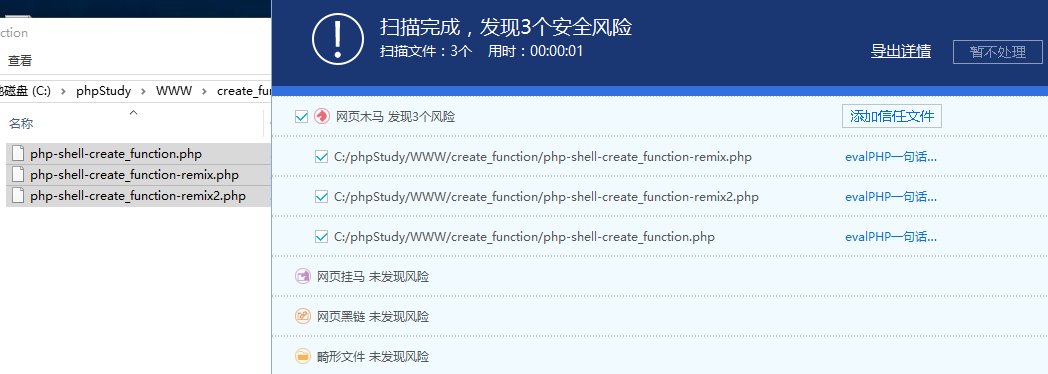 ction
查看
地磁盘 (C:) › phpStudy › WWW › create_fu
名称
php-shell-create_function.php
php-shell-create_function-remix.php
php-shell-create_function-remix2.php
扫描完成，发现3个安全风险
扫描文件：3个 用时：00:00:01
导出详情
暂不处理
网页木马 发现3个风险
添加信任文件
C:/phpStudy/WWW/create_function/php-shell-create_function-remix.php
evalPHP一句话...
C:/phpStudy/WWW/create_function/php-shell-create_function-remix2.php
evalPHP一句话...
C:/phpStudy/WWW/create_function/php-shell-create_function.php
evalPHP一句话...
网页挂马 未发现风险
网页黑链 未发现风险
畸形文件 未发现风险